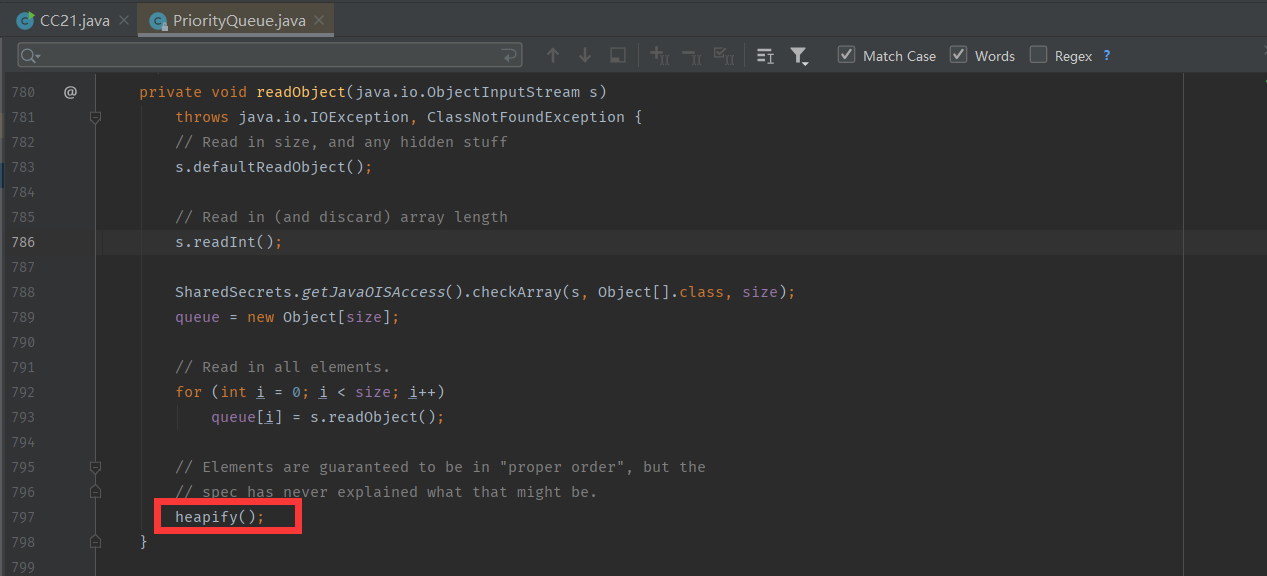 CC21.java
PriorityQueue.java
Match Case
Words
Regex
?
780 @ private void readObject(java.io.ObjectInputStream s)
781 throws java.io.IOException, ClassNotFoundException {
782 // Read in size, and any hidden stuff
783 s.defaultReadObject();
784
785 // Read in (and discard) array length
786 s.readInt();
787
788 SharedSecrets.getJavaOISAccess().checkArray(s, Object[].class, size);
789 queue = new Object[size];
790
791 // Read in all elements.
792 for (int i = 0; i < size; i++)
793 queue[i] = s.readObject();
794
795 // Elements are guaranteed to be in "proper order", but the
796 // spec has never explained what that might be.
797 heapify();
798 }
799